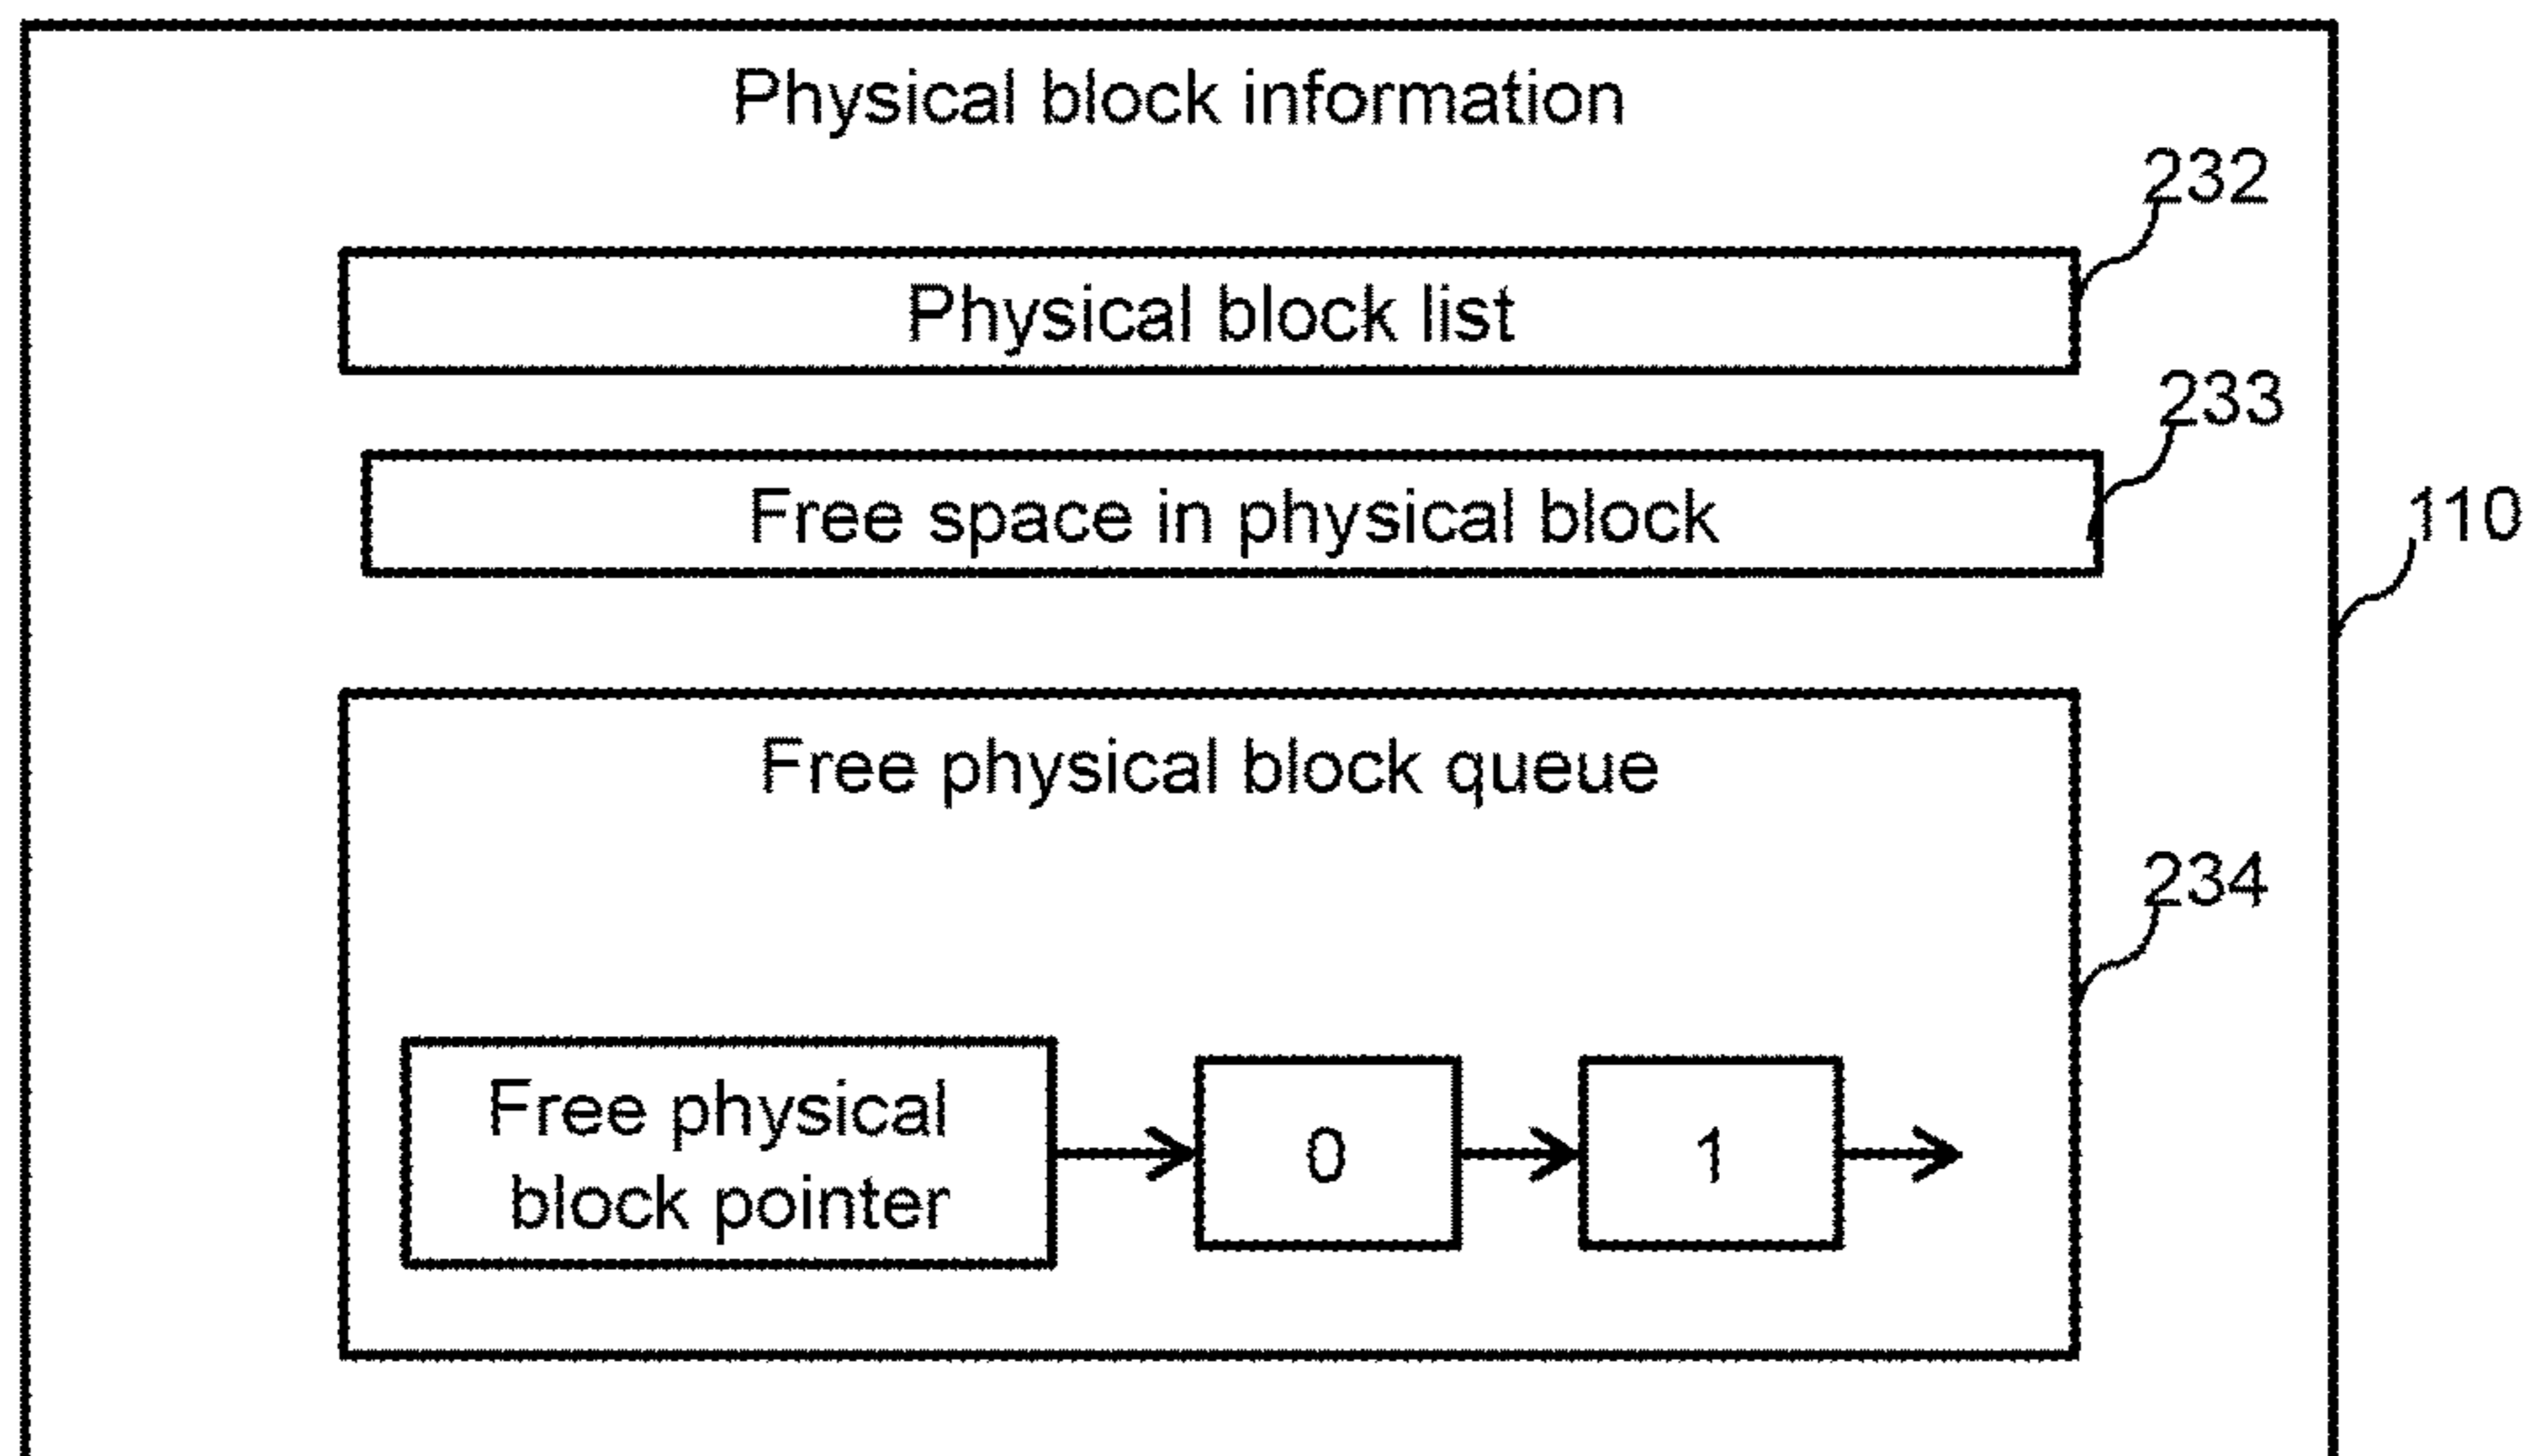 Physical block information
232
Physical block list
233
Free space in physical block
110
Free physical block queue
234
Free physical
block pointer
0
1